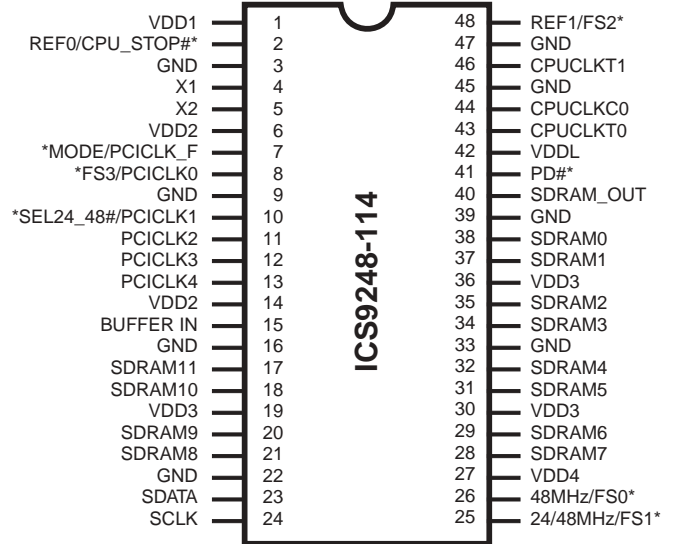 VDD1 1 48 REF1/FS2*
REF0/CPU_STOP#* 2 47 GND
GND 3 46 CPUCLKT1
X1 4 45 GND
X2 5 44 CPUCLKC0
VDD2 6 43 CPUCLKT0
*MODE/PCICLK_F 7 42 VDDL
*FS3/PCICLK0 8 41 PD#*
GND 9 40 SDRAM_OUT
*SEL24_48#/PCICLK1 10 39 GND
PCICLK2 11 38 SDRAM0
PCICLK3 12 37 SDRAM1
PCICLK4 13 36 VDD3
VDD2 14 35 SDRAM2
BUFFER IN 15 34 SDRAM3
GND 16 33 GND
SDRAM11 17 32 SDRAM4
SDRAM10 18 31 SDRAM5
VDD3 19 30 VDD3
SDRAM9 20 29 SDRAM6
SDRAM8 21 28 SDRAM7
GND 22 27 VDD4
SDATA 23 26 48MHz/FS0*
SCLK 24 25 24/48MHz/FS1*
ICS9248-114